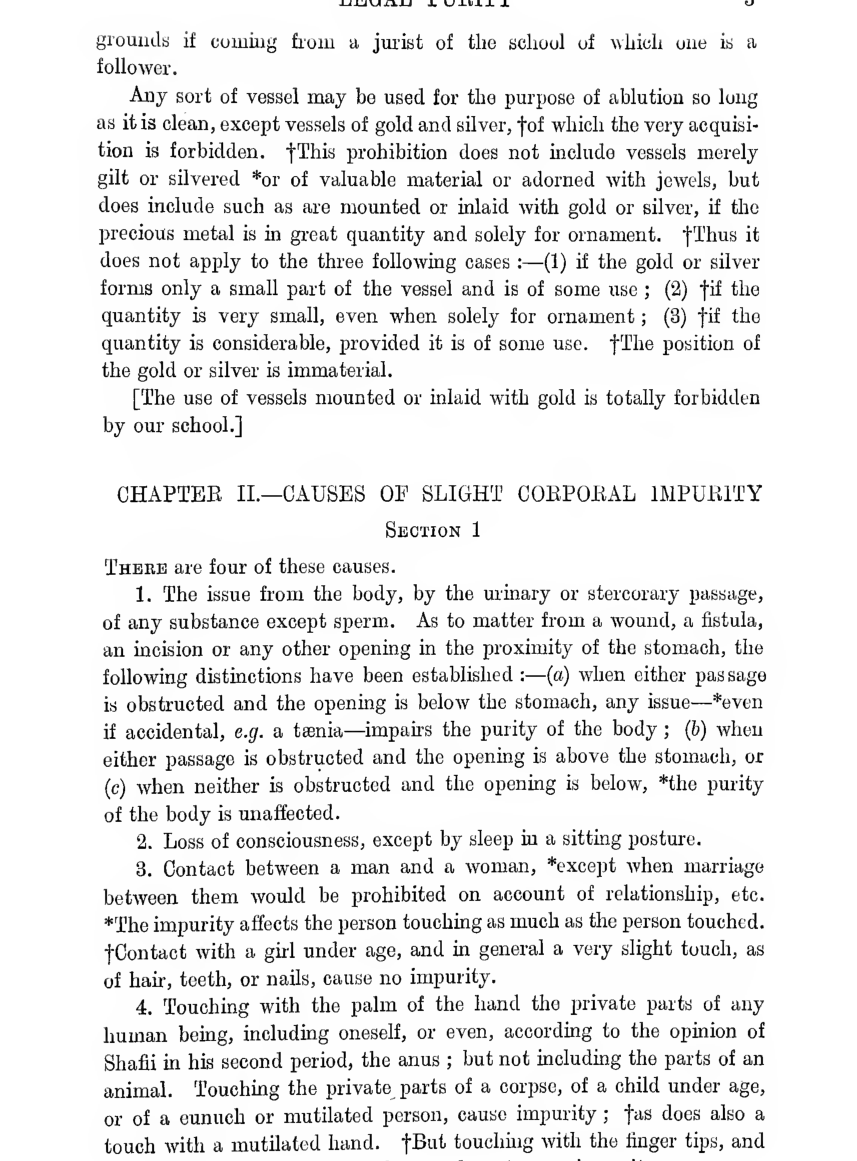 LEGAL PURITY 3
grounds if coming from a jurist of the school of which one is a
follower.
Any sort of vessel may be used for the purpose of ablution so long
as it is clean, except vessels of gold and silver, †of which the very acquisi-
tion is forbidden. †This prohibition does not include vessels merely
gilt or silvered *or of valuable material or adorned with jewels, but
does include such as are mounted or inlaid with gold or silver, if the
precious metal is in great quantity and solely for ornament. †Thus it
does not apply to the three following cases :—(1) if the gold or silver
forms only a small part of the vessel and is of some use ; (2) †if the
quantity is very small, even when solely for ornament ; (3) †if the
quantity is considerable, provided it is of some use. †The position of
the gold or silver is immaterial.
[The use of vessels mounted or inlaid with gold is totally forbidden
by our school.]
CHAPTER II.—CAUSES OF SLIGHT CORPORAL IMPURITY
SECTION 1
THERE are four of these causes.
1. The issue from the body, by the urinary or stercorary passage,
of any substance except sperm. As to matter from a wound, a fistula,
an incision or any other opening in the proximity of the stomach, the
following distinctions have been established :—(a) when either passage
is obstructed and the opening is below the stomach, any issue—*even
if accidental, e.g. a tænia—impairs the purity of the body ; (b) when
either passage is obstructed and the opening is above the stomach, or
(c) when neither is obstructed and the opening is below, *the purity
of the body is unaffected.
2. Loss of consciousness, except by sleep in a sitting posture.
3. Contact between a man and a woman, *except when marriage
between them would be prohibited on account of relationship, etc.
*The impurity affects the person touching as much as the person touched.
†Contact with a girl under age, and in general a very slight touch, as
of hair, teeth, or nails, cause no impurity.
4. Touching with the palm of the hand the private parts of any
human being, including oneself, or even, according to the opinion of
Shafii in his second period, the anus ; but not including the parts of an
animal. Touching the private parts of a corpse, of a child under age,
or of a eunuch or mutilated person, cause impurity ; †as does also a
touch with a mutilated hand. †But touching with the finger tips, and